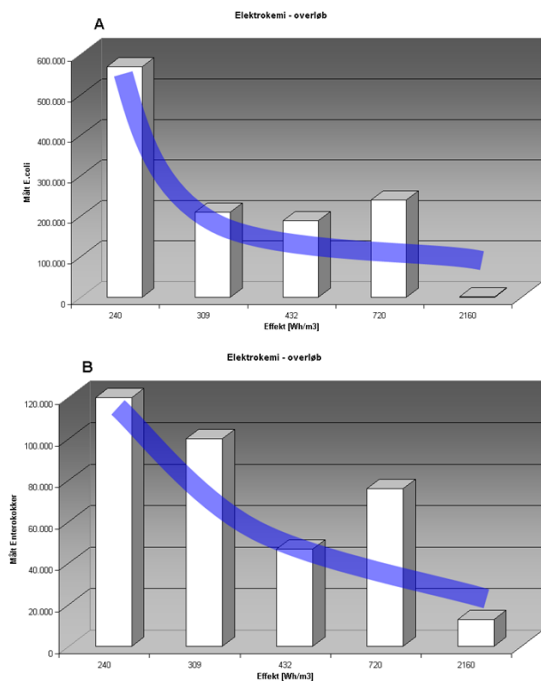 Elektrokemi - overløb
A
600.000
500.000
400.000
300.000
200.000
100.000
0
Målt E.coli
240 309 432 720 2160
Effekt [Wh/m3]
Elektrokemi - overløb
B
120.000
100.000
80.000
60.000
40.000
20.000
0
Målt Enterokokker
240 309 432 720 2160
Effekt [Wh/m3]